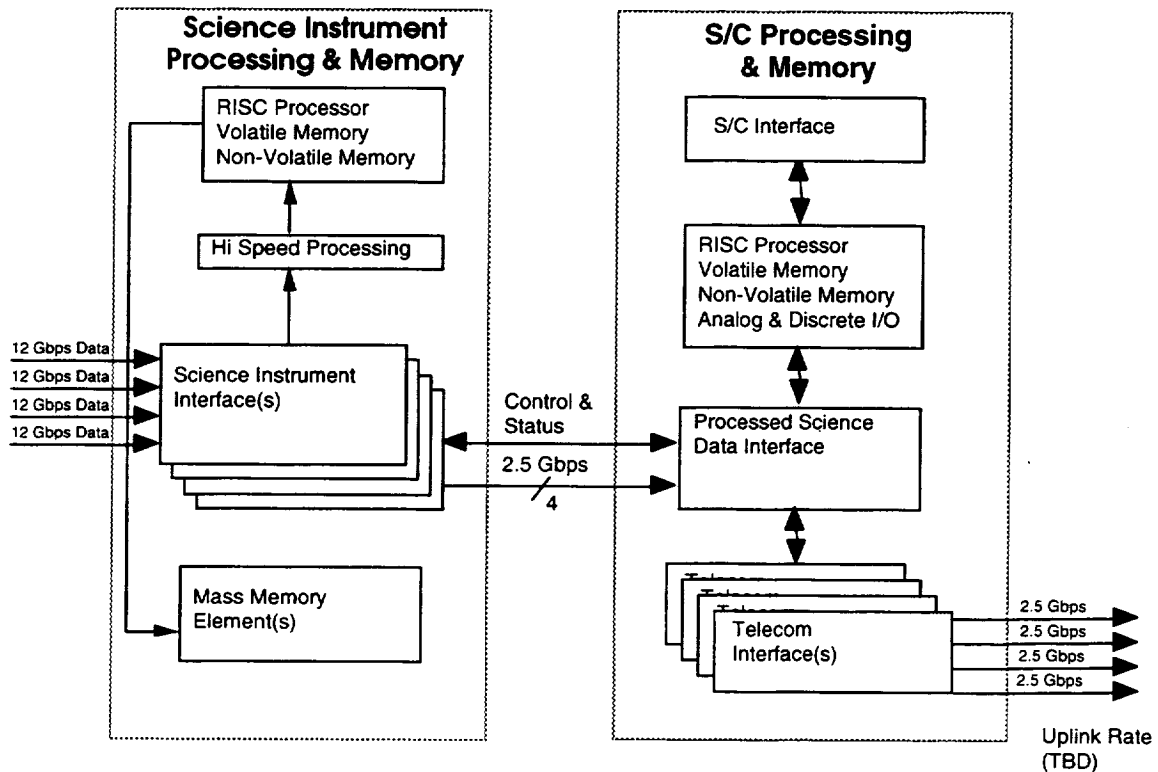 Science Instrument
Processing & Memory
RISC Processor
Volatile Memory
Non-Volatile Memory
Hi Speed Processing
12 Gbps Data
12 Gbps Data
12 Gbps Data
12 Gbps Data
Science Instrument
Interface(s)
Mass Memory
Element(s)
Control &
Status
2.5 Gbps
4
S/C Processing
& Memory
S/C Interface
RISC Processor
Volatile Memory
Non-Volatile Memory
Analog & Discrete I/O
Processed Science
Data Interface
Telecom
Interface(s)
2.5 Gbps
2.5 Gbps
2.5 Gbps
2.5 Gbps
Uplink Rate
(TBD)